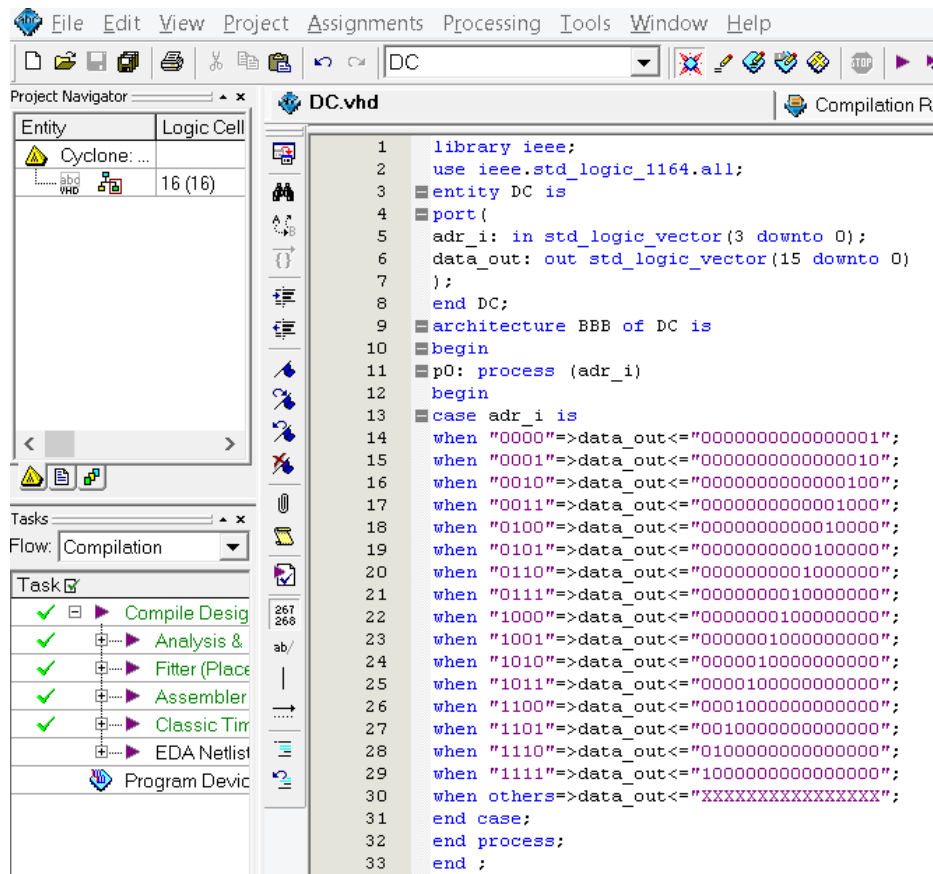 File Edit View Project Assignments Processing Tools Window Help
DC
Project Navigator
DC.vhd
Compilation R
Entity Logic Cell
Cyclone: ...
abc VHD 16 (16)
Tasks
Flow: Compilation
Task
Compile Desig
Analysis &
Fitter (Place
Assembler
Classic Tim
EDA Netlist
Program Devic
267
268
ab/
1 library ieee;
2 use ieee.std_logic_1164.all;
3 entity DC is
4 port(
5 adr_i: in std_logic_vector(3 downto 0);
6 data_out: out std_logic_vector(15 downto 0)
7 );
8 end DC;
9 architecture BBB of DC is
10 begin
11 p0: process (adr_i)
12 begin
13 case adr_i is
14 when "0000"=>data_out<="0000000000000001";
15 when "0001"=>data_out<="0000000000000010";
16 when "0010"=>data_out<="0000000000000100";
17 when "0011"=>data_out<="0000000000001000";
18 when "0100"=>data_out<="0000000000010000";
19 when "0101"=>data_out<="0000000000100000";
20 when "0110"=>data_out<="0000000001000000";
21 when "0111"=>data_out<="0000000010000000";
22 when "1000"=>data_out<="0000000100000000";
23 when "1001"=>data_out<="0000001000000000";
24 when "1010"=>data_out<="0000010000000000";
25 when "1011"=>data_out<="0000100000000000";
26 when "1100"=>data_out<="0001000000000000";
27 when "1101"=>data_out<="0010000000000000";
28 when "1110"=>data_out<="0100000000000000";
29 when "1111"=>data_out<="1000000000000000";
30 when others=>data_out<="XXXXXXXXXXXXXXXX";
31 end case;
32 end process;
33 end ;